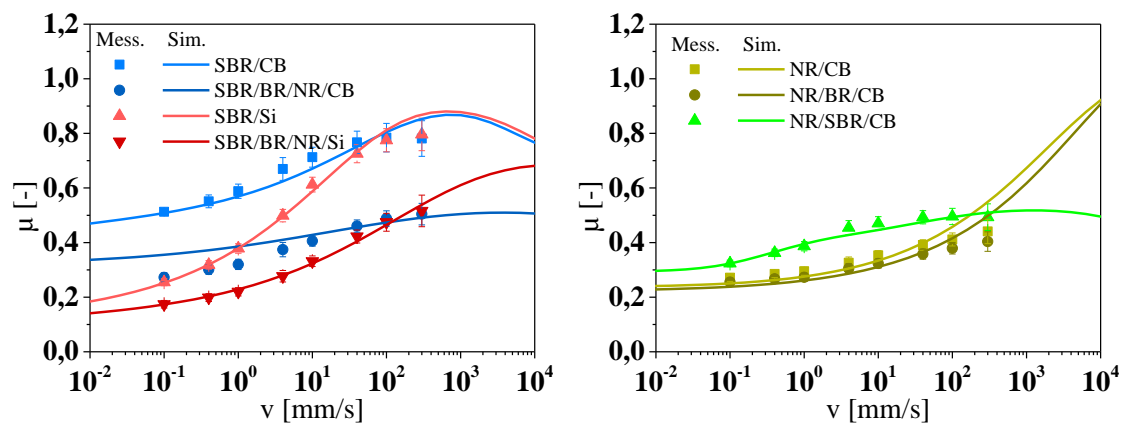 1,2
1,0
0,8
0,6
0,4
0,2
0,0
µ [-]
Mess. Sim.
SBR/CB
SBR/BR/NR/CB
SBR/Si
SBR/BR/NR/Si
10⁻² 10⁻¹ 10⁰ 10¹ 10² 10³ 10⁴
v [mm/s]
1,2
1,0
0,8
0,6
0,4
0,2
0,0
µ [-]
Mess. Sim.
NR/CB
NR/BR/CB
NR/SBR/CB
10⁻² 10⁻¹ 10⁰ 10¹ 10² 10³ 10⁴
v [mm/s]